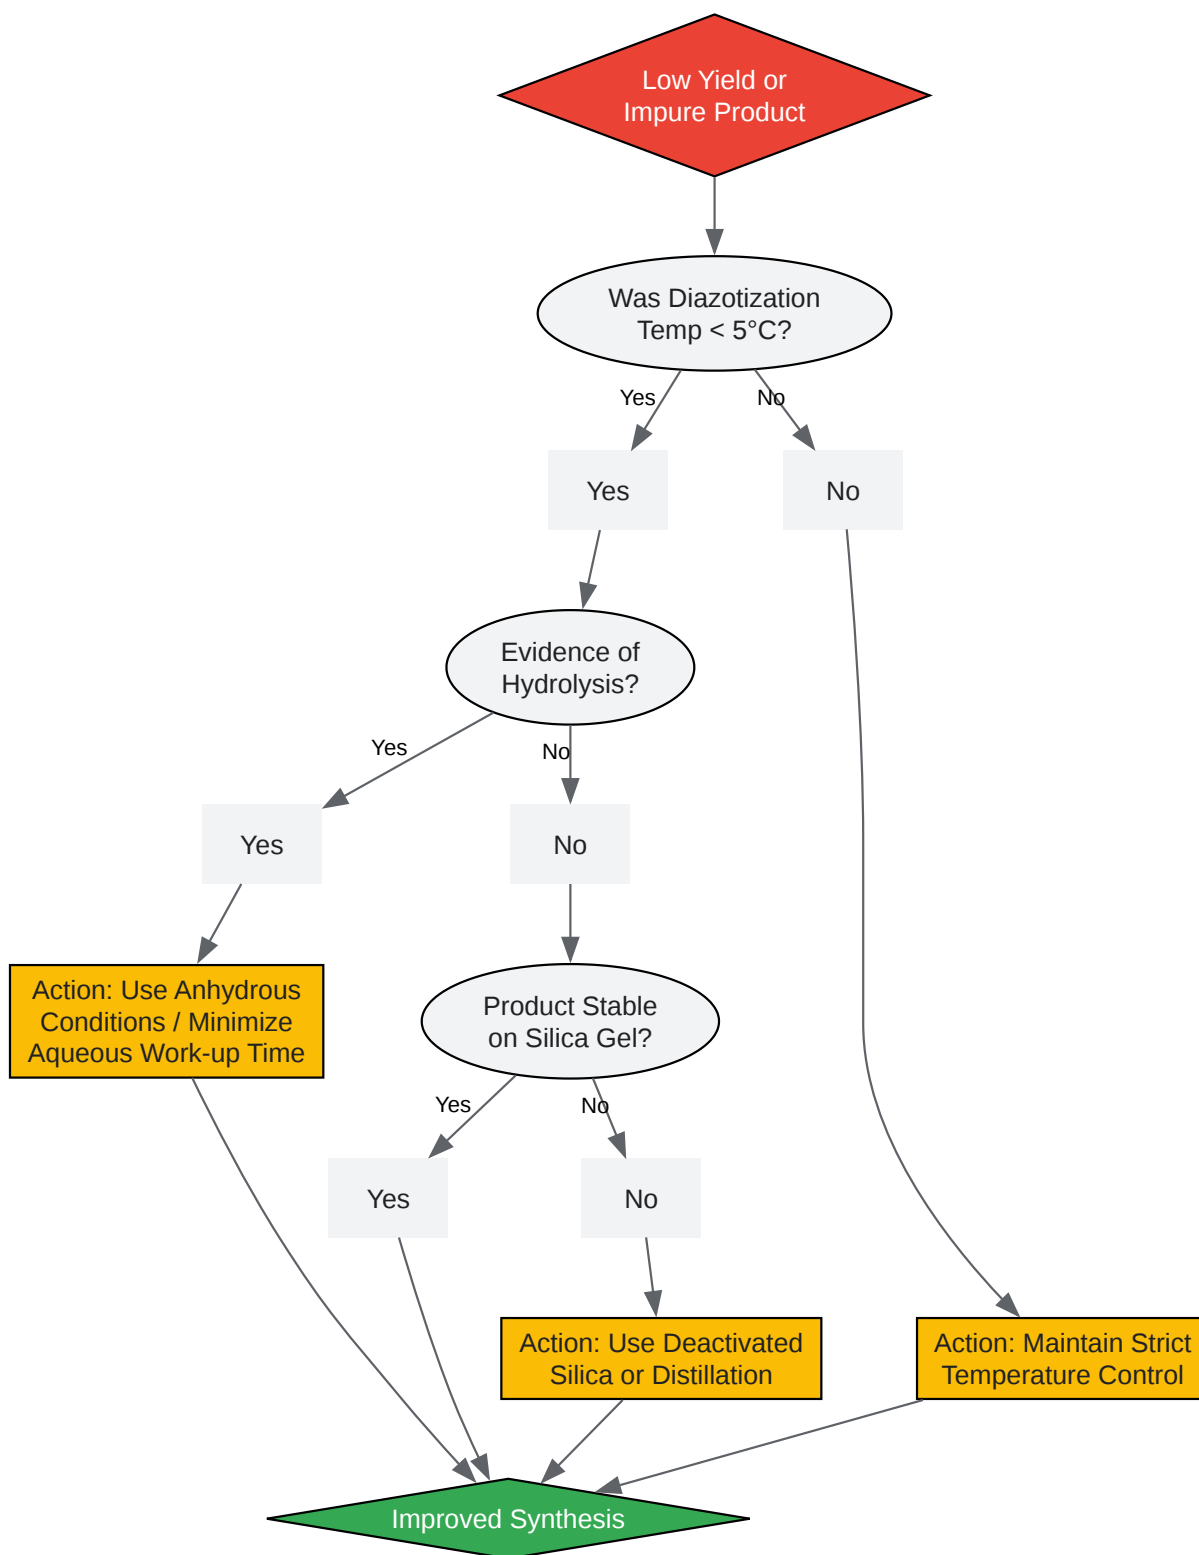 Low Yield or
Impure Product
Was Diazotization
Temp < 5°C?
Yes
No
Yes
No
Evidence of
Hydrolysis?
Yes
No
Yes
No
Action: Use Anhydrous
Conditions / Minimize
Aqueous Work-up Time
Product Stable
on Silica Gel?
Yes
No
Yes
No
Action: Use Deactivated
Silica or Distillation
Action: Maintain Strict
Temperature Control
Improved Synthesis